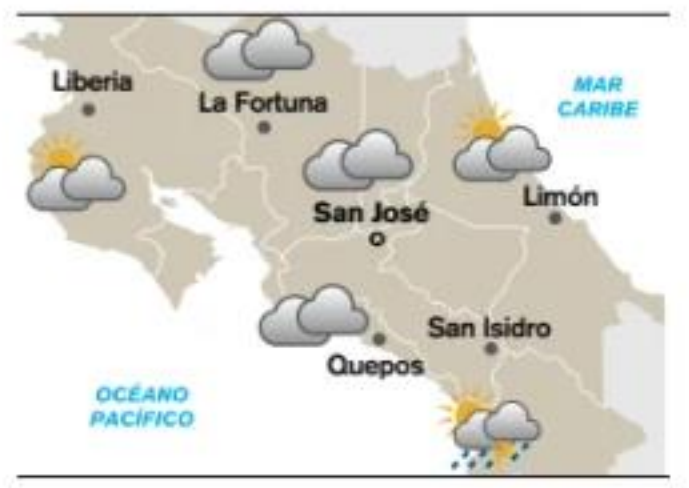 Liberia
La Fortuna
MAR
CARIBE
San José
Limón
San Isidro
Quepos
OCÉANO
PACÍFICO